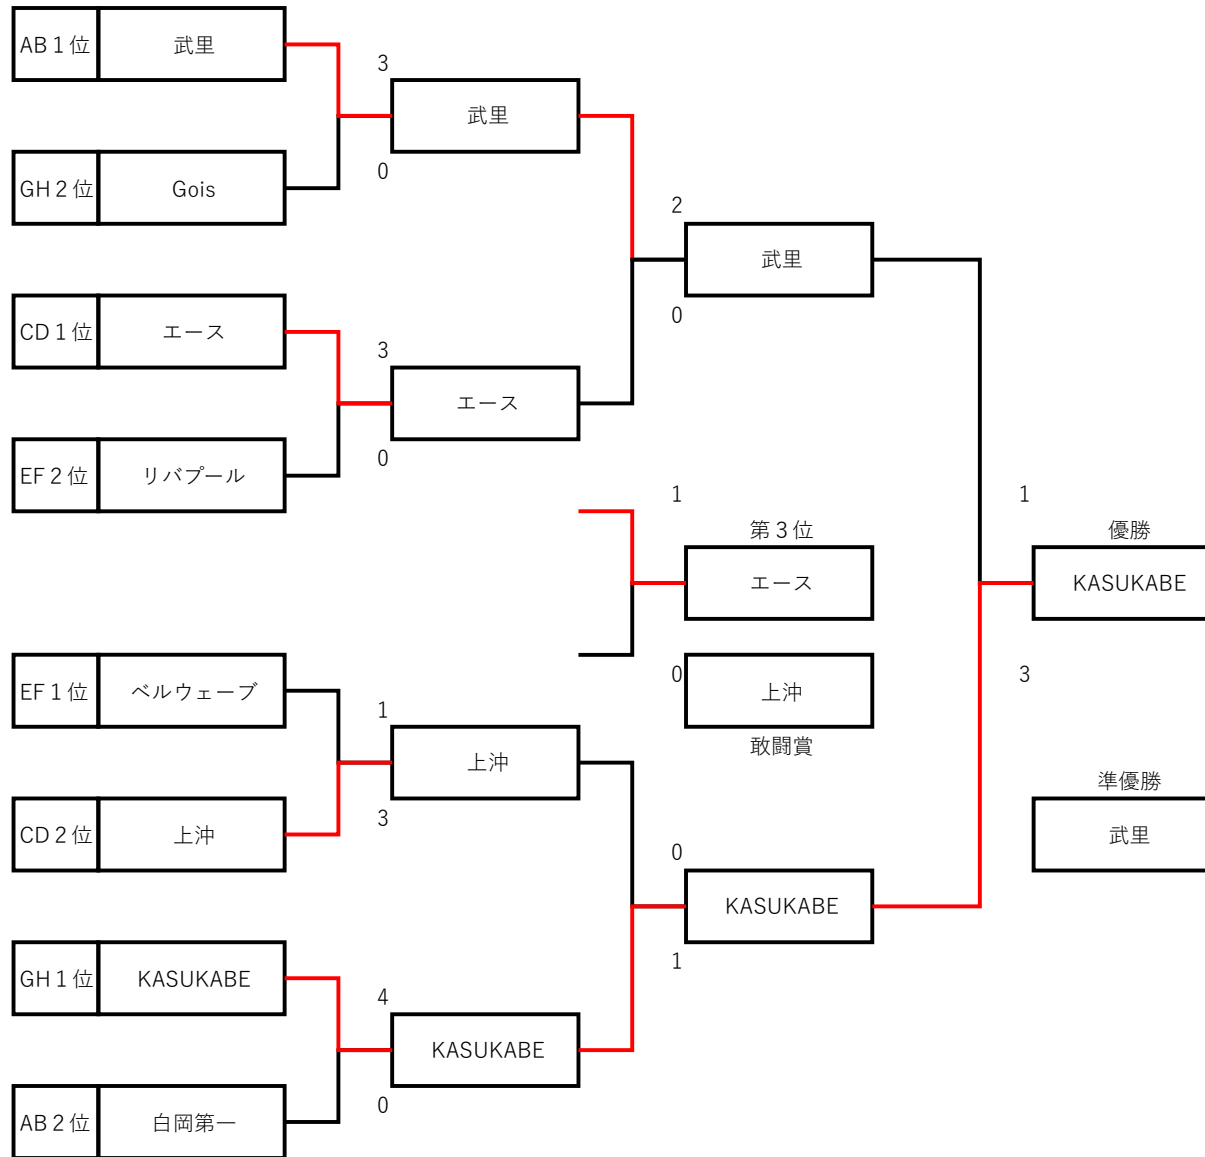 AB１位 武里
3
武里
0
GH２位 Gois
2
武里
0
CD１位 エース
3
エース
0
EF２位 リバプール
1
第３位
エース
0
上沖
敢闘賞
1
優勝
KASUKABE
3
準優勝
武里
EF１位 ベルウェーブ
1
上沖
3
CD２位 上沖
0
KASUKABE
1
GH１位 KASUKABE
4
KASUKABE
0
AB２位 白岡第一